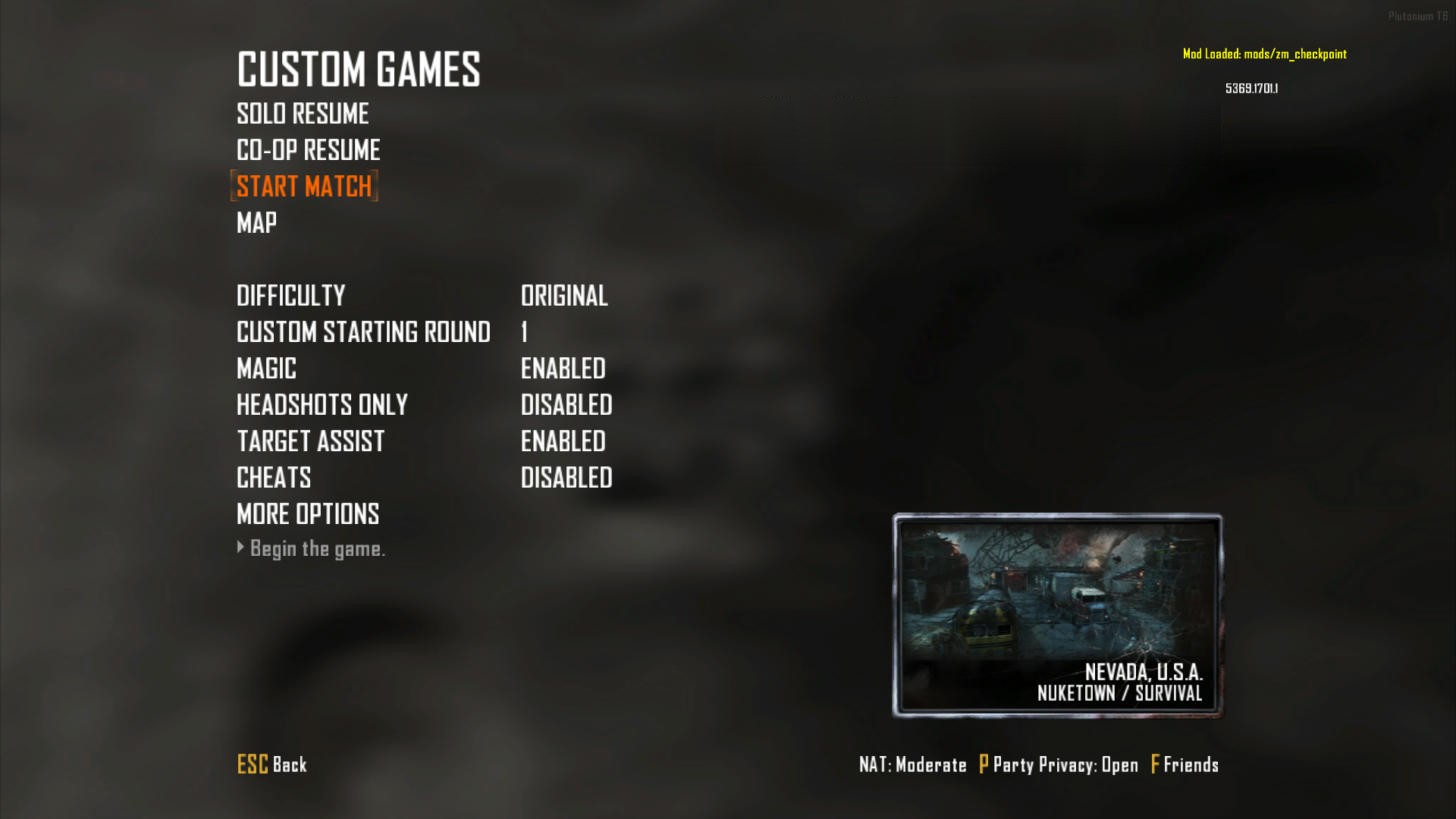 Plutonium T6
Mod Loaded: mods/zm_checkpoint
5369.1701.1
CUSTOM GAMES
SOLO RESUME
CO-OP RESUME
START MATCH
MAP
DIFFICULTY ORIGINAL
CUSTOM STARTING ROUND 1
MAGIC ENABLED
HEADSHOTS ONLY DISABLED
TARGET ASSIST ENABLED
CHEATS DISABLED
MORE OPTIONS
Begin the game.
NEVADA, U.S.A.
NUKETOWN / SURVIVAL
ESC Back
NAT: Moderate P Party Privacy: Open F Friends